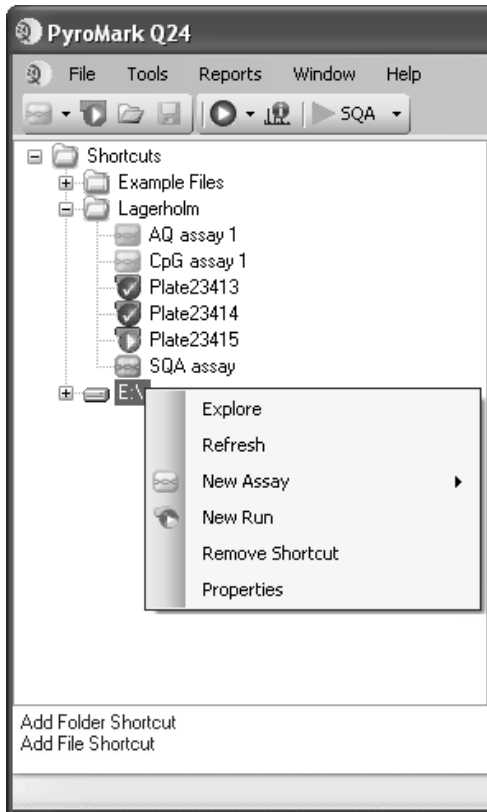 PyroMark Q24
File Tools Reports Window Help
SQA
Shortcuts
Example Files
Lagerholm
AQ assay 1
CpG assay 1
Plate23413
Plate23414
Plate23415
SQA assay
E:\
Explore
Refresh
New Assay
New Run
Remove Shortcut
Properties
Add Folder Shortcut
Add File Shortcut